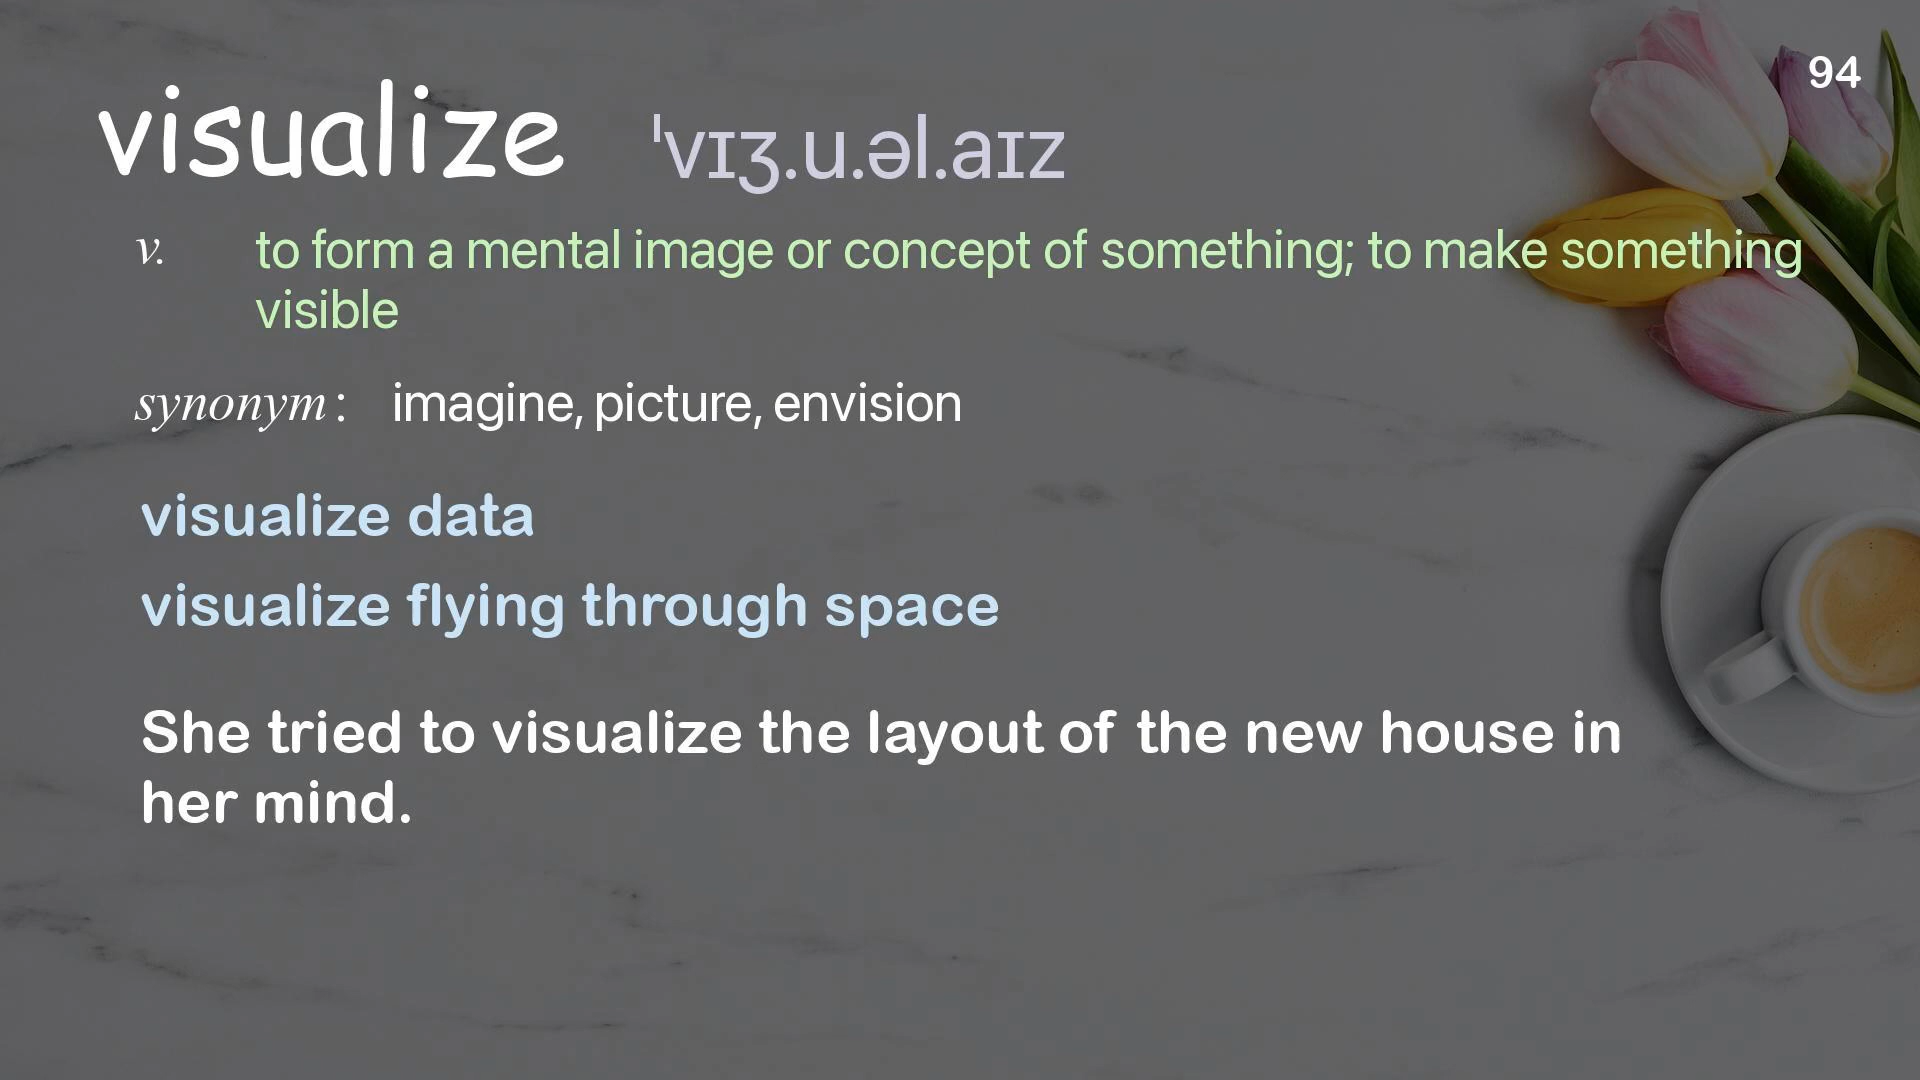 94
visualize ˈvɪʒ.u.əl.aɪz
v. to form a mental image or concept of something; to make something
visible
synonym: imagine, picture, envision
visualize data
visualize flying through space
She tried to visualize the layout of the new house in
her mind.